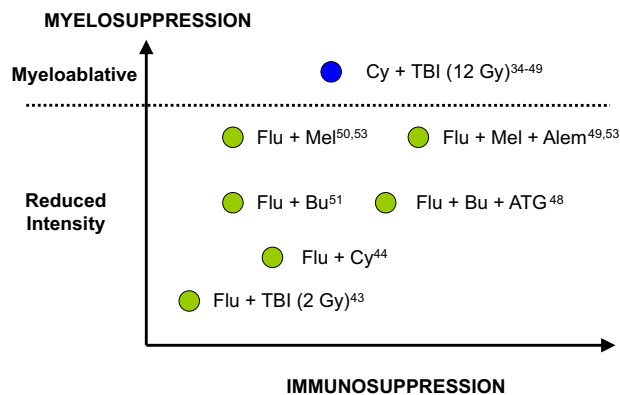 MYELOSUPPRESSION
Myeloablative
Cy + TBI (12 Gy)34-49
Flu + Mel50,53
Flu + Mel + Alem49,53
Reduced
Intensity
Flu + Bu51
Flu + Bu + ATG48
Flu + Cy44
Flu + TBI (2 Gy)43
IMMUNOSUPPRESSION